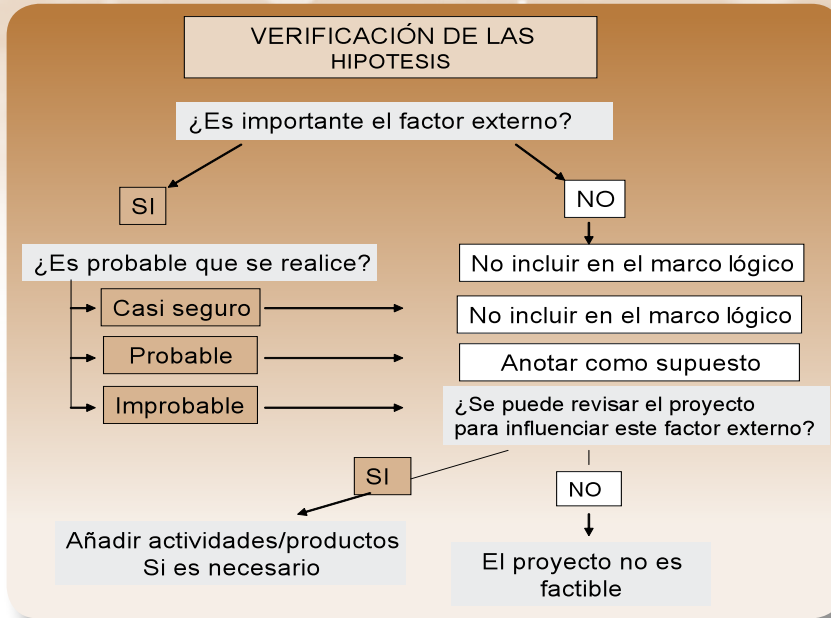 VERIFICACIÓN DE LAS
HIPOTESIS
¿Es importante el factor externo?
SI
NO
¿Es probable que se realice?
No incluir en el marco lógico
Casi seguro
No incluir en el marco lógico
Probable
Anotar como supuesto
Improbable
¿Se puede revisar el proyecto
para influenciar este factor externo?
SI
NO
Añadir actividades/productos
Si es necesario
El proyecto no es
factible